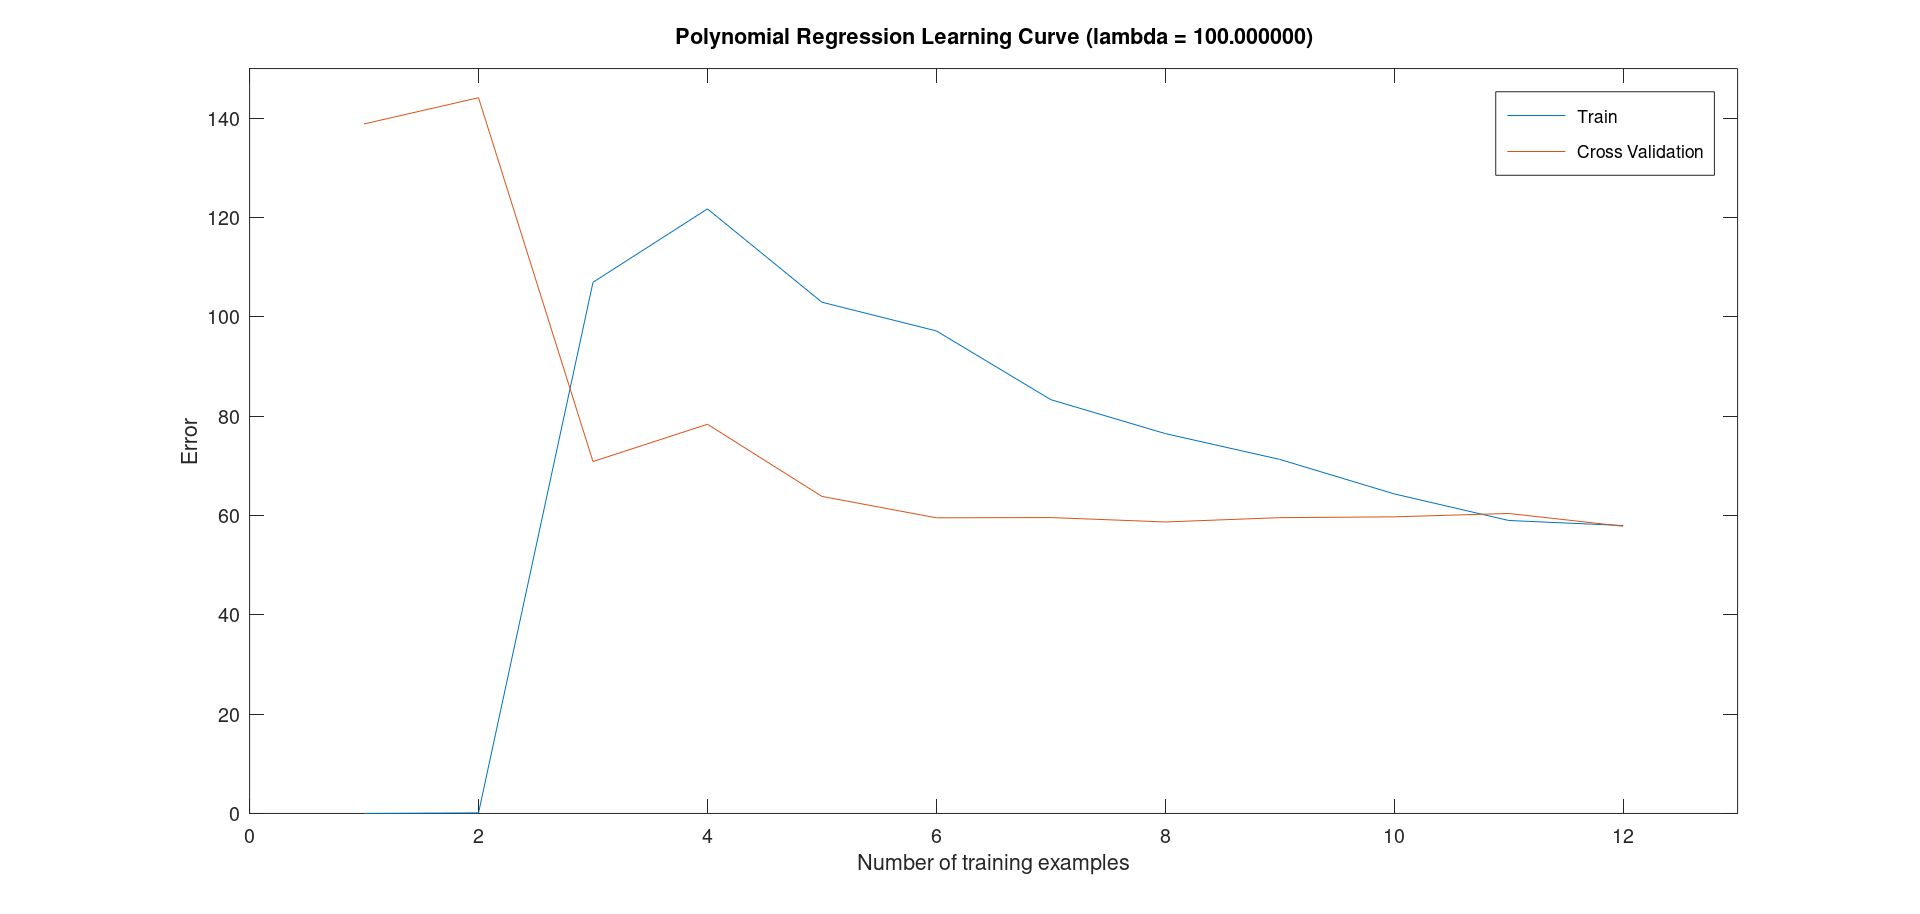 Polynomial Regression Learning Curve (lambda = 100.000000)
Train
Cross Validation
140
120
100
80
60
40
20
0
Error
0 2 4 6 8 10 12
Number of training examples